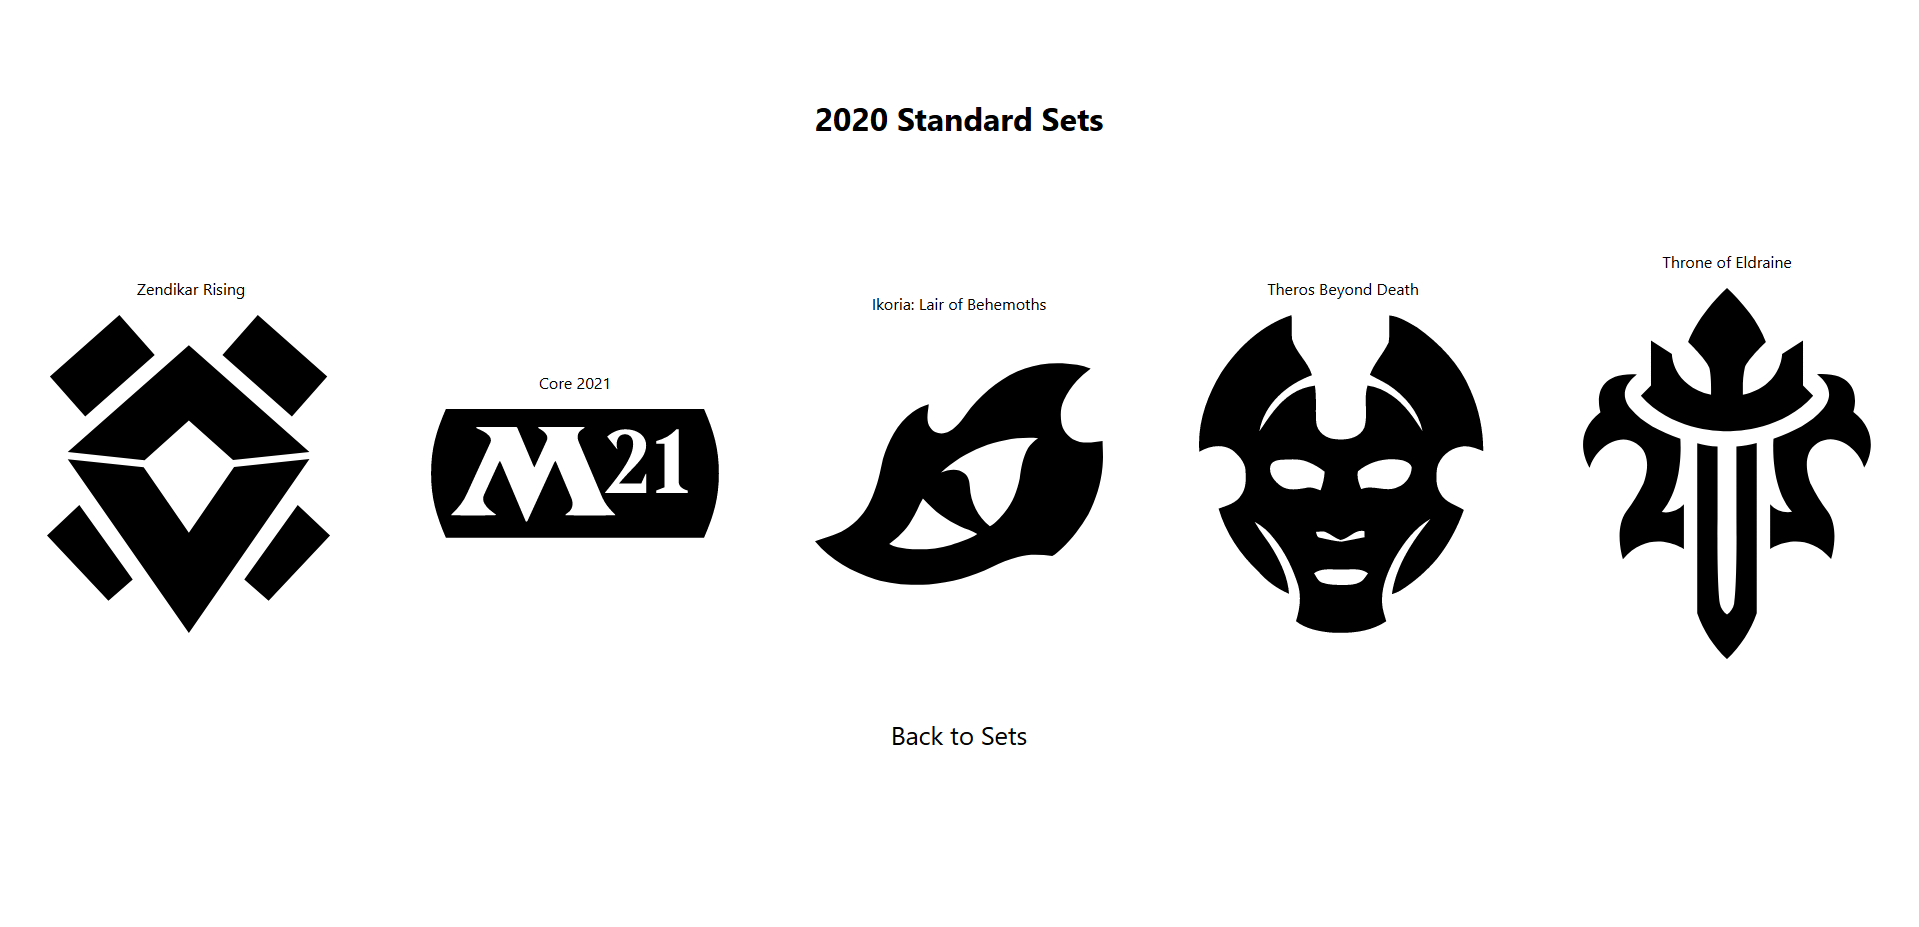 2020 Standard Sets
Zendikar Rising
Core 2021
M21
Ikoria: Lair of Behemoths
Theros Beyond Death
Throne of Eldraine
Back to Sets